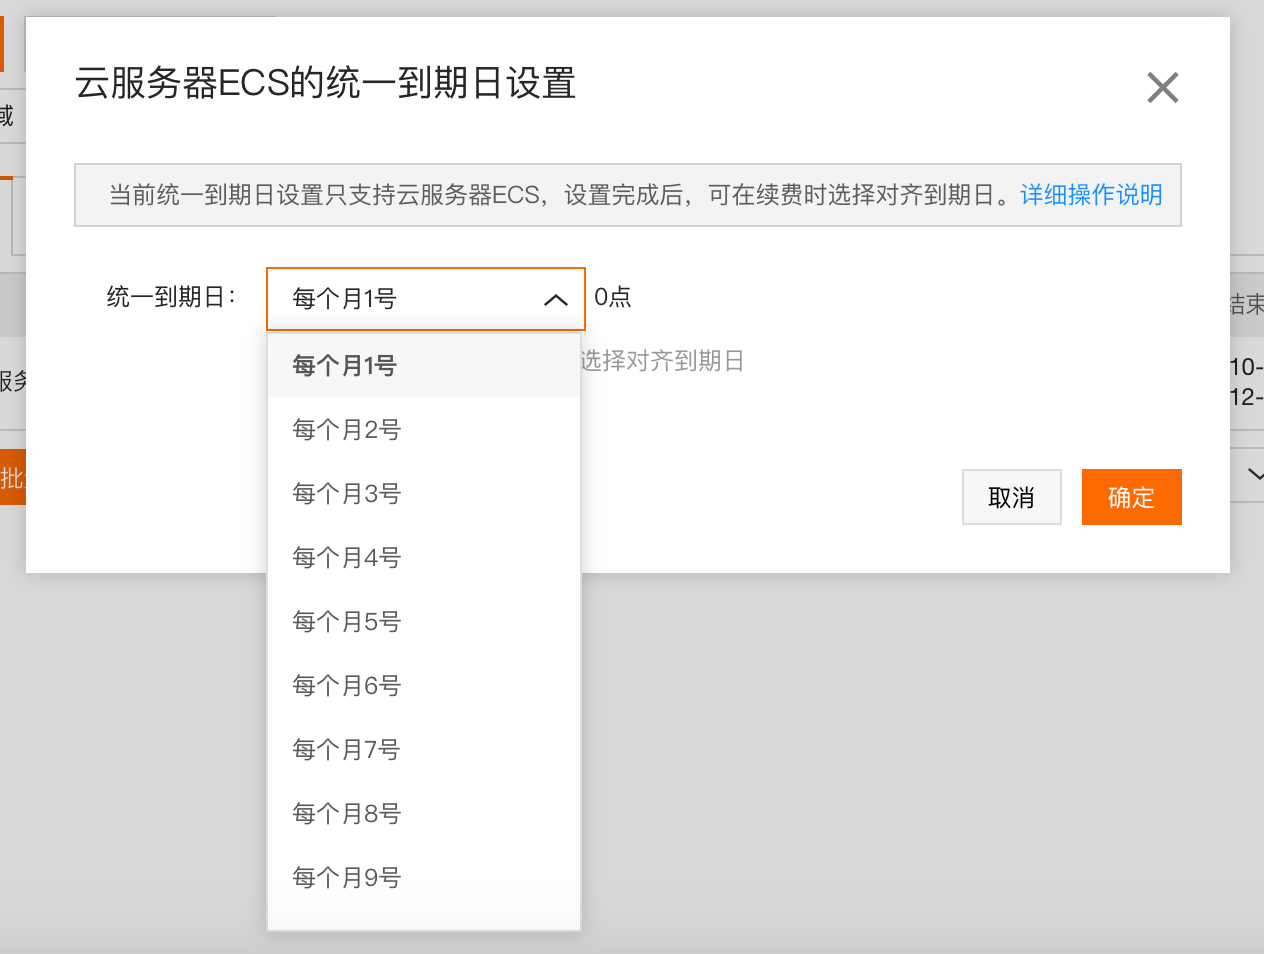 云服务器ECS的统一到期日设置
域
当前统一到期日设置只支持云服务器ECS，设置完成后，可在续费时选择对齐到期日。详细操作说明
统一到期日： 每个月1号 0点
结束
选择对齐到期日
每个月1号
服务
10-
12-
每个月2号
批
取消 确定
每个月3号
每个月4号
每个月5号
每个月6号
每个月7号
每个月8号
每个月9号